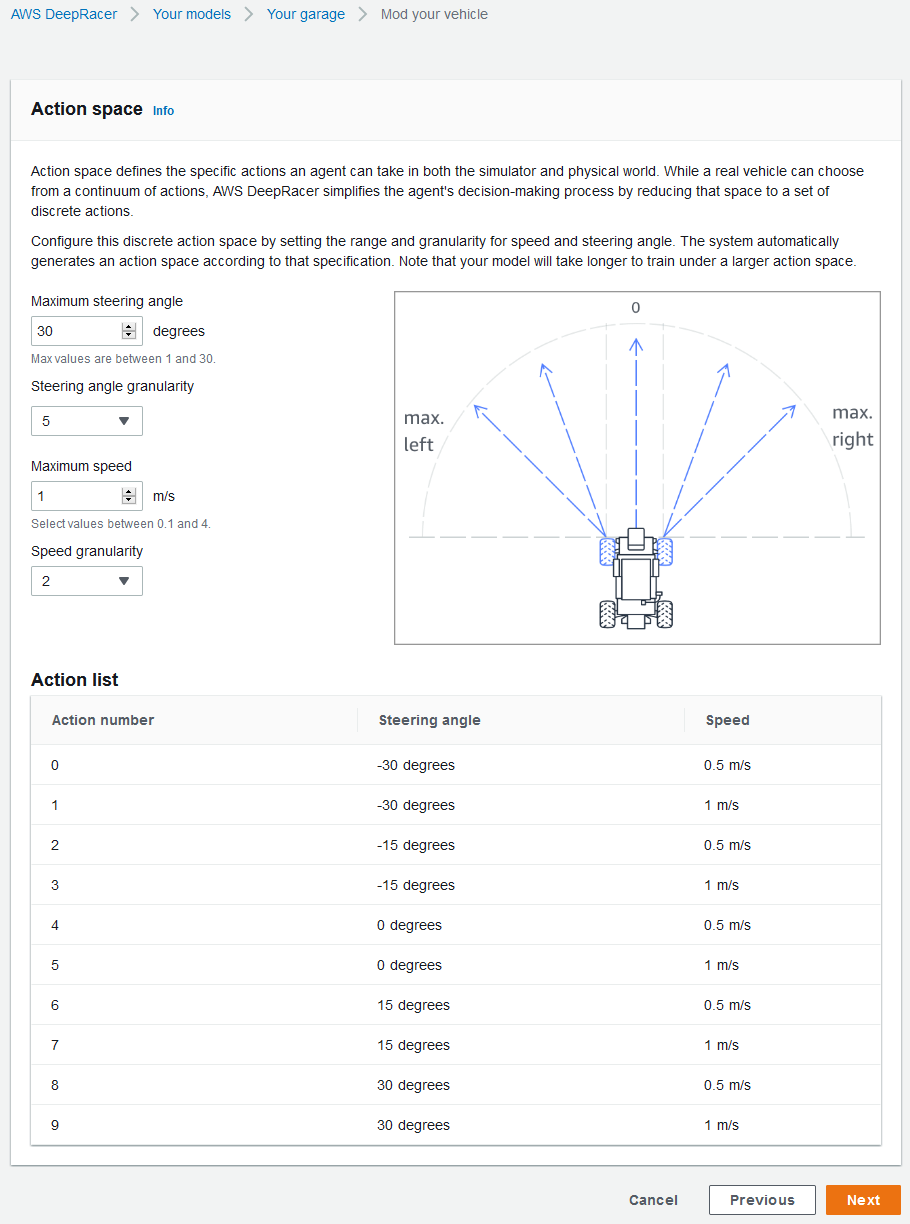 AWS DeepRacer > Your models > Your garage > Mod your vehicle
Action space Info
Action space defines the specific actions an agent can take in both the simulator and physical world. While a real vehicle can choose
from a continuum of actions, AWS DeepRacer simplifies the agent's decision-making process by reducing that space to a set of
discrete actions.
Configure this discrete action space by setting the range and granularity for speed and steering angle. The system automatically
generates an action space according to that specification. Note that your model will take longer to train under a larger action space.
Maximum steering angle
30 degrees
Max values are between 1 and 30.
Steering angle granularity
5
Maximum speed
1 m/s
Select values between 0.1 and 4.
Speed granularity
2
0
max.
left
max.
right
Action list
Action number Steering angle Speed
0 -30 degrees 0.5 m/s
1 -30 degrees 1 m/s
2 -15 degrees 0.5 m/s
3 -15 degrees 1 m/s
4 0 degrees 0.5 m/s
5 0 degrees 1 m/s
6 15 degrees 0.5 m/s
7 15 degrees 1 m/s
8 30 degrees 0.5 m/s
9 30 degrees 1 m/s
Cancel Previous Next